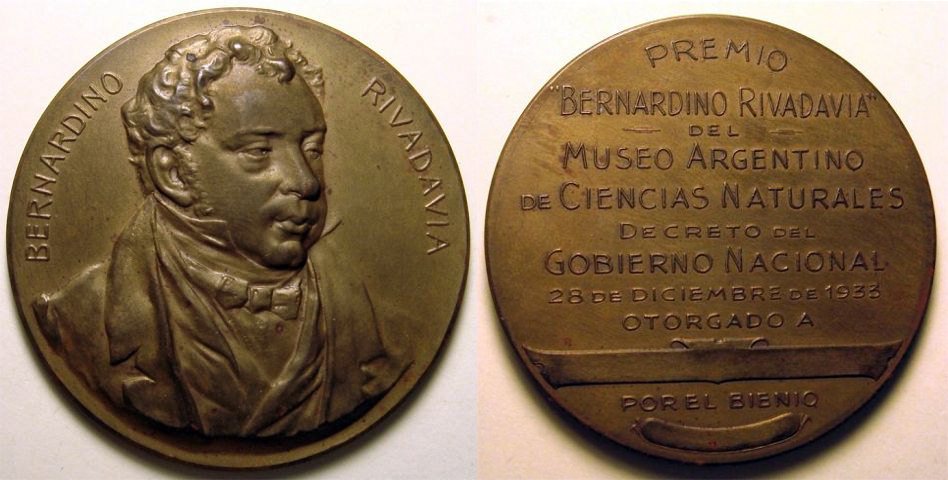 BERNARDINO RIVADAVIA
PREMIO
"BERNARDINO RIVADAVIA"
DEL
MUSEO ARGENTINO
DE CIENCIAS NATURALES
DECRETO DEL
GOBIERNO NACIONAL
28 DE DICIEMBRE DE 1933
OTORGADO A
POR EL BIENIO